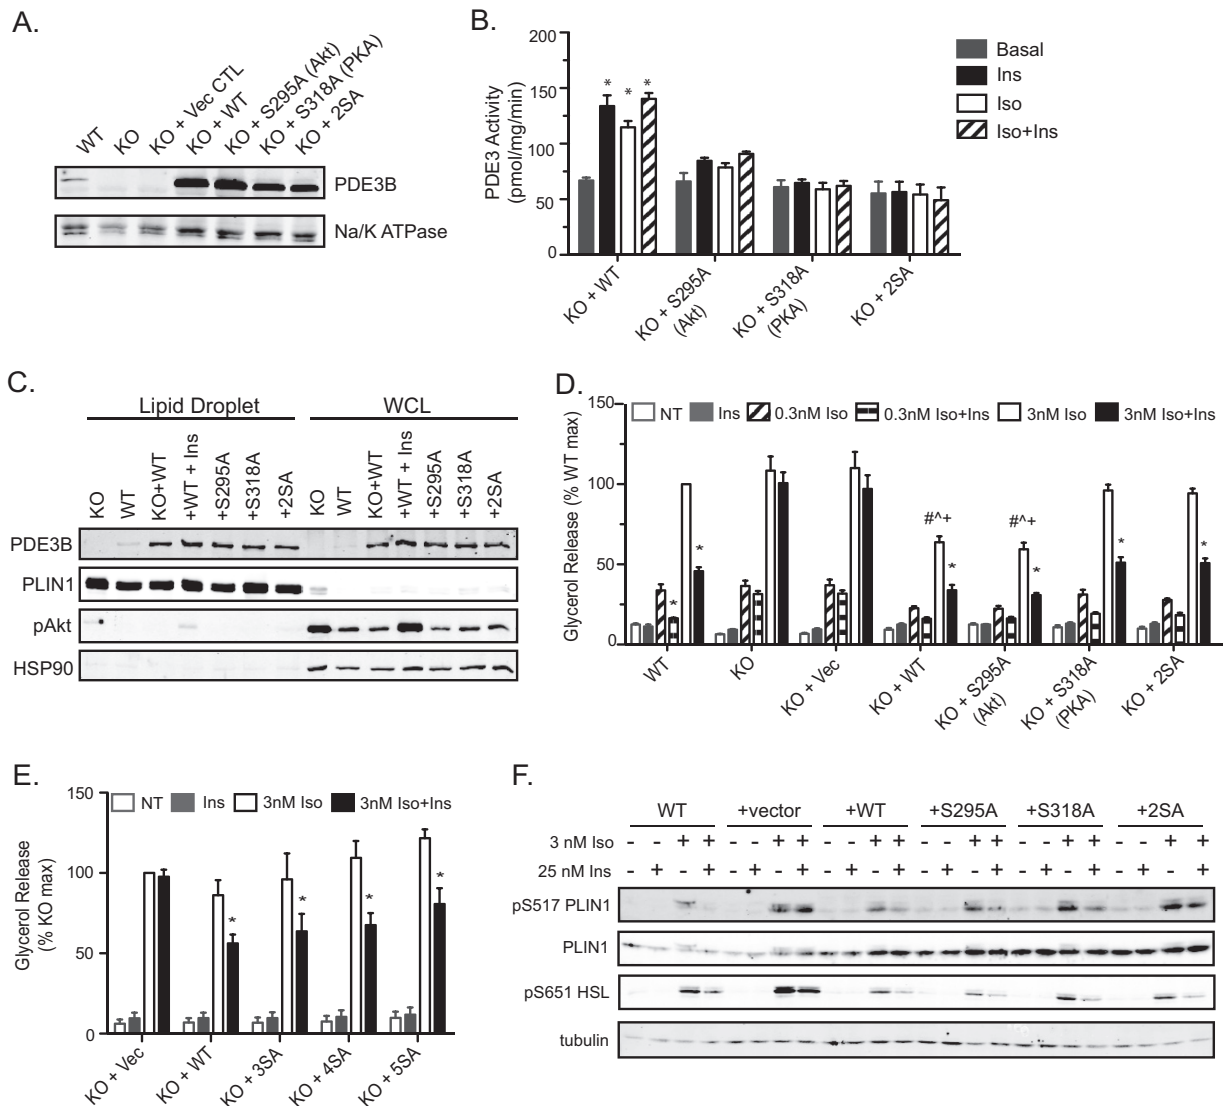 A.
WT
KO
KO + Vec CTL
KO + WT
KO + S295A (Akt)
KO + S318A (PKA)
KO + 2SA
PDE3B
Na/K ATPase
B.
PDE3 Activity
(pmol/mg/min)
200
150
100
50
0
*
*
*
Basal
Ins
Iso
Iso+Ins
KO + WT
KO + S295A
(Akt)
KO + S318A
(PKA)
KO + 2SA
C.
Lipid Droplet
WCL
KO
WT
KO+WT
+WT + Ins
+S295A
+S318A
+2SA
KO
WT
KO+WT
+WT + Ins
+S295A
+S318A
+2SA
PDE3B
PLIN1
pAkt
HSP90
D.
Glycerol Release (% WT max)
150
100
50
0
NT
Ins
0.3nM Iso
0.3nM Iso+Ins
3nM Iso
3nM Iso+Ins
*
*
#^+
*
#^+
*
*
*
WT
KO
KO + Vec
KO + WT
KO + S295A
(Akt)
KO + S318A
(PKA)
KO + 2SA
E.
Glycerol Release
(% KO max)
150
100
50
0
NT
Ins
3nM Iso
3nM Iso+Ins
*
*
*
*
KO + Vec
KO + WT
KO + 3SA
KO + 4SA
KO + 5SA
F.
WT
+vector
+WT
+S295A
+S318A
+2SA
3 nM Iso - - + + - - + + - - + + - - + + - - + + - - + +
25 nM Ins - + - + - + - + - + - + - + - + - + - + - + - +
pS517 PLIN1
PLIN1
pS651 HSL
tubulin